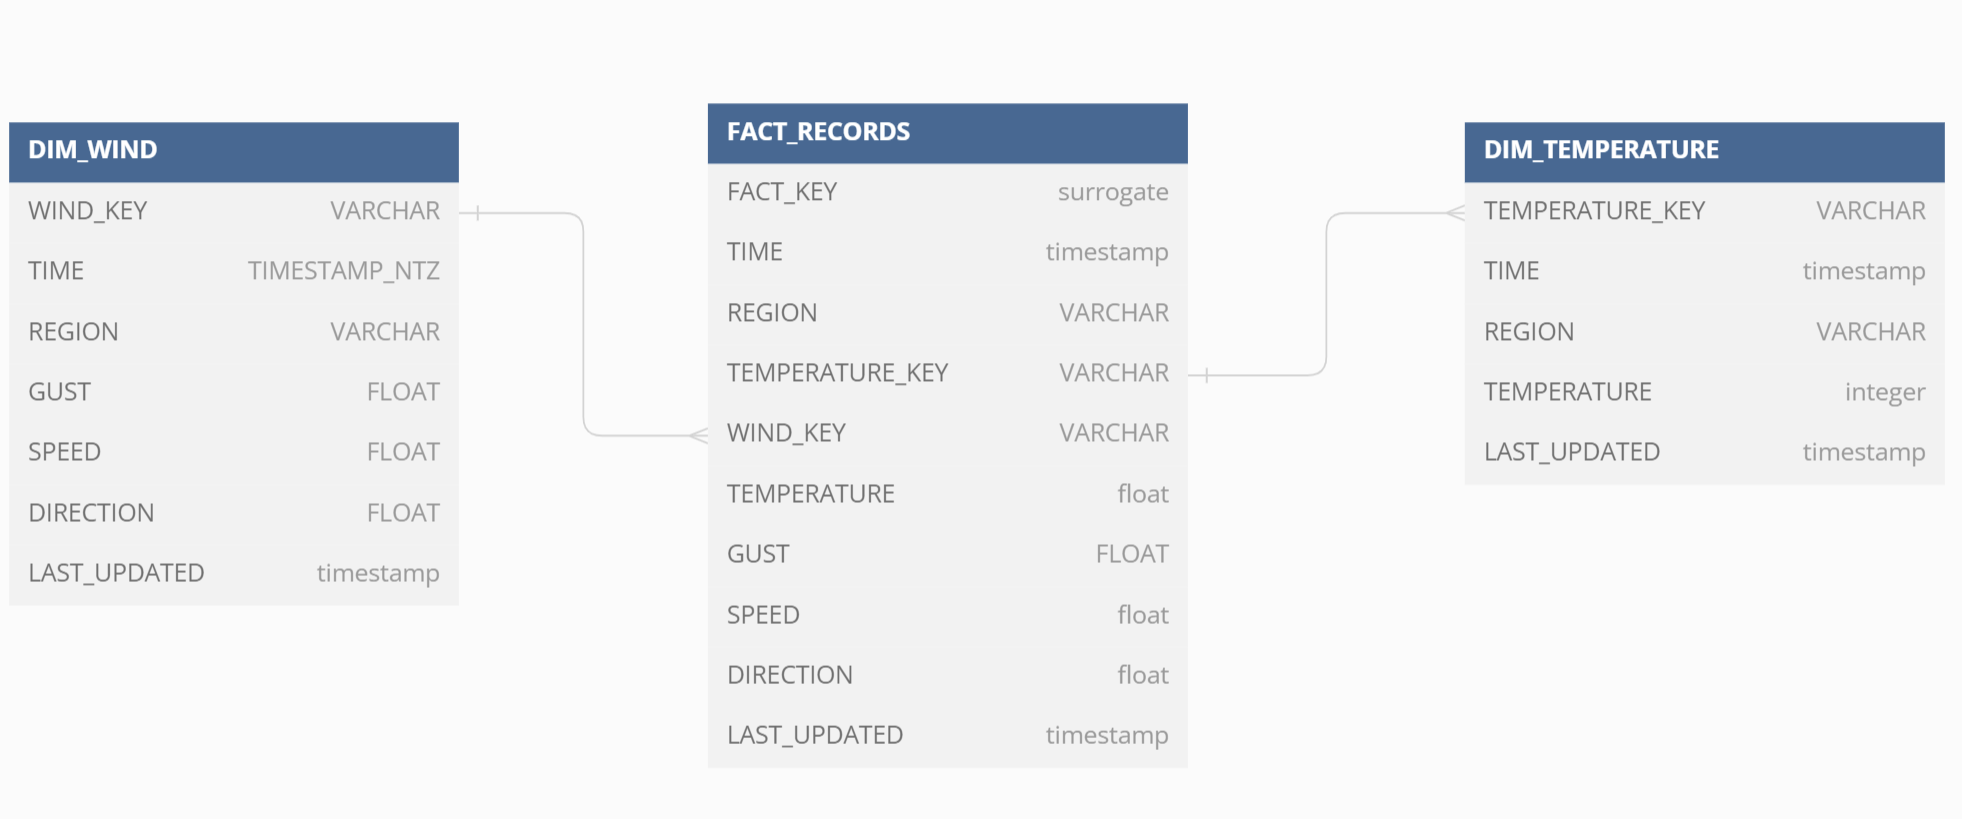 DIM_WIND
WIND_KEY VARCHAR
TIME TIMESTAMP_NTZ
REGION VARCHAR
GUST FLOAT
SPEED FLOAT
DIRECTION FLOAT
LAST_UPDATED timestamp
FACT_RECORDS
FACT_KEY surrogate
TIME timestamp
REGION VARCHAR
TEMPERATURE_KEY VARCHAR
WIND_KEY VARCHAR
TEMPERATURE float
GUST FLOAT
SPEED float
DIRECTION float
LAST_UPDATED timestamp
DIM_TEMPERATURE
TEMPERATURE_KEY VARCHAR
TIME timestamp
REGION VARCHAR
TEMPERATURE integer
LAST_UPDATED timestamp